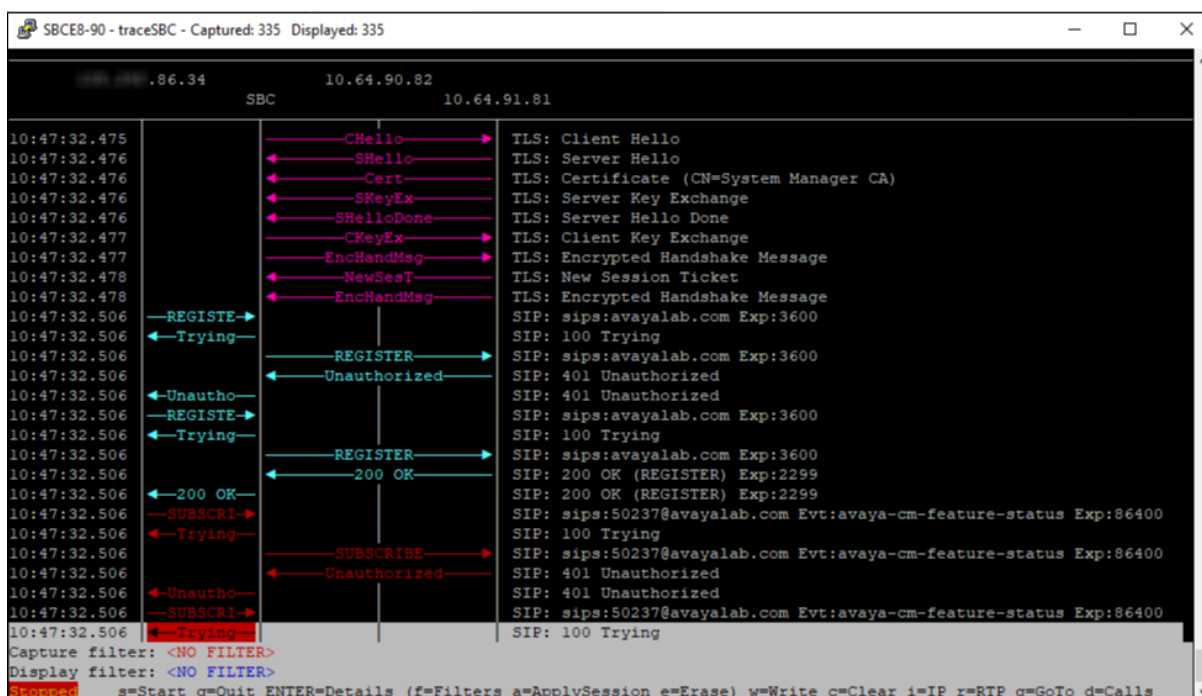 SBCE8-90 - traceSBC - Captured: 335 Displayed: 335
.86.34 10.64.90.82
SBC 10.64.91.81
10:47:32.475 CHello TLS: Client Hello
10:47:32.476 SHello TLS: Server Hello
10:47:32.476 Cert TLS: Certificate (CN=System Manager CA)
10:47:32.476 SKeyEx TLS: Server Key Exchange
10:47:32.476 SHelloDone TLS: Server Hello Done
10:47:32.477 CKeyEx TLS: Client Key Exchange
10:47:32.477 EncHandMsg TLS: Encrypted Handshake Message
10:47:32.478 NewSesT TLS: New Session Ticket
10:47:32.478 EncHandMsg TLS: Encrypted Handshake Message
10:47:32.506 REGISTE SIP: sips:avayalab.com Exp:3600
10:47:32.506 Trying SIP: 100 Trying
10:47:32.506 REGISTER SIP: sips:avayalab.com Exp:3600
10:47:32.506 Unauthorized SIP: 401 Unauthorized
10:47:32.506 Unautho SIP: 401 Unauthorized
10:47:32.506 REGISTE SIP: sips:avayalab.com Exp:3600
10:47:32.506 Trying SIP: 100 Trying
10:47:32.506 REGISTER SIP: sips:avayalab.com Exp:3600
10:47:32.506 200 OK SIP: 200 OK (REGISTER) Exp:2299
10:47:32.506 200 OK SIP: 200 OK (REGISTER) Exp:2299
10:47:32.506 SUBSCRI SIP: sips:50237@avayalab.com Evt:avaya-cm-feature-status Exp:86400
10:47:32.506 Trying SIP: 100 Trying
10:47:32.506 SUBSCRIBE SIP: sips:50237@avayalab.com Evt:avaya-cm-feature-status Exp:86400
10:47:32.506 Unauthorized SIP: 401 Unauthorized
10:47:32.506 Unautho SIP: 401 Unauthorized
10:47:32.506 SUBSCRI SIP: sips:50237@avayalab.com Evt:avaya-cm-feature-status Exp:86400
10:47:32.506 Trying SIP: 100 Trying
Capture filter: <NO FILTER>
Display filter: <NO FILTER>
Stopped s=Start q=Quit ENTER=Details (f=Filters a=ApplySession e=Erase) w=Write c=Clear i=IP r=RTP g=GoTo d=Calls